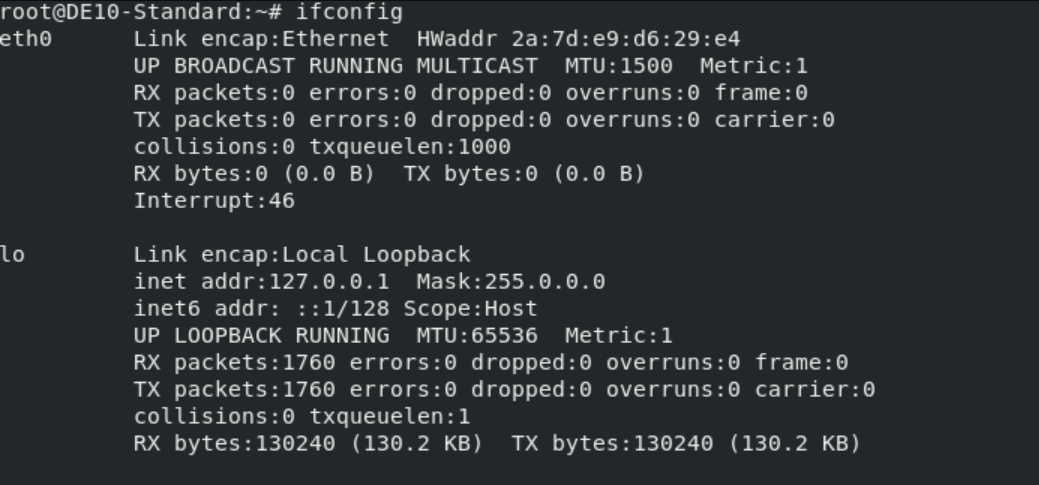 root@DE10-Standard:~# ifconfig
eth0      Link encap:Ethernet  HWaddr 2a:7d:e9:d6:29:e4
          UP BROADCAST RUNNING MULTICAST  MTU:1500  Metric:1
          RX packets:0 errors:0 dropped:0 overruns:0 frame:0
          TX packets:0 errors:0 dropped:0 overruns:0 carrier:0
          collisions:0 txqueuelen:1000
          RX bytes:0 (0.0 B)  TX bytes:0 (0.0 B)
          Interrupt:46

lo        Link encap:Local Loopback
          inet addr:127.0.0.1  Mask:255.0.0.0
          inet6 addr: ::1/128 Scope:Host
          UP LOOPBACK RUNNING  MTU:65536  Metric:1
          RX packets:1760 errors:0 dropped:0 overruns:0 frame:0
          TX packets:1760 errors:0 dropped:0 overruns:0 carrier:0
          collisions:0 txqueuelen:1
          RX bytes:130240 (130.2 KB)  TX bytes:130240 (130.2 KB)